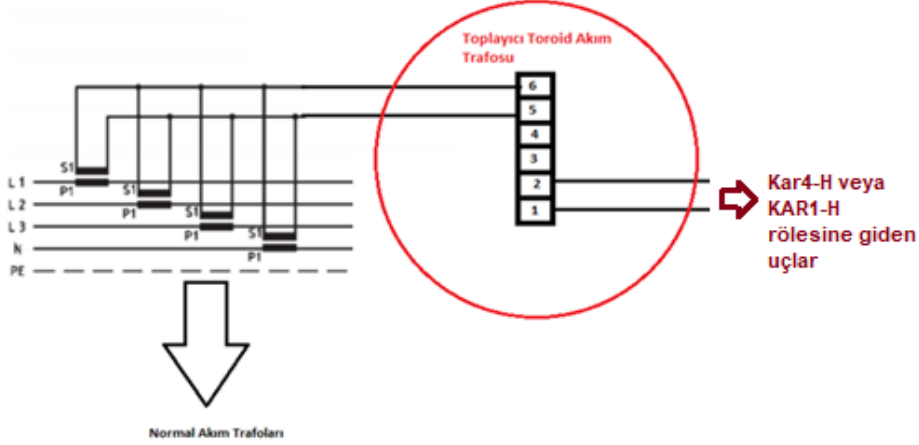 Toplayıcı Toroid Akım
Trafosu
6
5
4
3
2
1
S1
L 1
P1
S1
L 2
P1
S1
L 3
P1
S1
N
P1
PE
Kar4-H veya
KAR1-H
rölesine giden
uçlar
Normal Akım Trafoları